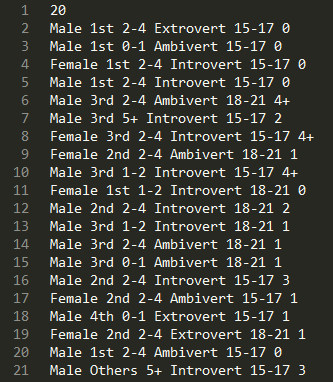 1 20
2 Male 1st 2-4 Extrovert 15-17 0
3 Male 1st 0-1 Ambivert 15-17 0
4 Female 1st 2-4 Introvert 15-17 0
5 Male 1st 2-4 Introvert 15-17 0
6 Male 3rd 2-4 Ambivert 18-21 4+
7 Male 3rd 5+ Introvert 15-17 2
8 Female 3rd 2-4 Introvert 15-17 4+
9 Female 2nd 2-4 Ambivert 18-21 1
10 Male 3rd 1-2 Introvert 15-17 4+
11 Female 1st 1-2 Introvert 18-21 0
12 Male 2nd 2-4 Introvert 18-21 2
13 Male 3rd 1-2 Introvert 18-21 1
14 Male 3rd 2-4 Ambivert 18-21 1
15 Male 3rd 0-1 Ambivert 18-21 1
16 Male 2nd 2-4 Introvert 15-17 3
17 Female 2nd 2-4 Ambivert 15-17 1
18 Male 4th 0-1 Extrovert 15-17 1
19 Female 2nd 2-4 Extrovert 18-21 1
20 Male 1st 2-4 Ambivert 15-17 0
21 Male Others 5+ Introvert 15-17 3